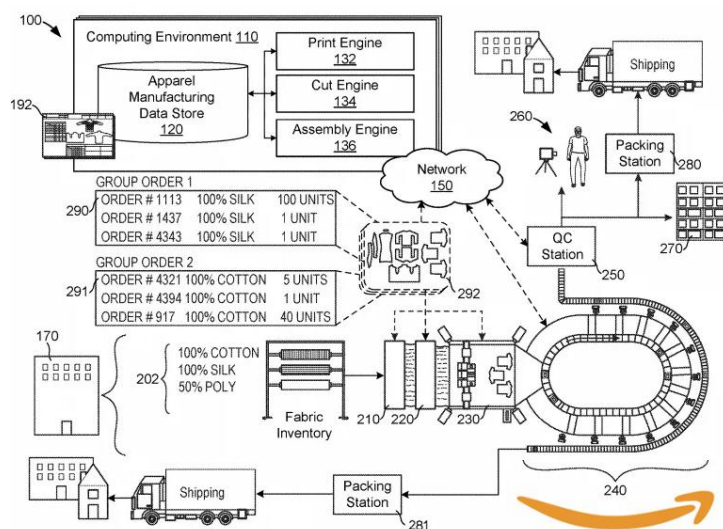 100
Computing Environment 110
Apparel
Manufacturing
Data Store
120
Print Engine
132
Cut Engine
134
Assembly Engine
136
192
Network
150
Shipping
260
Packing
Station
280
270
QC
Station
250
GROUP ORDER 1
290
ORDER # 1113 100% SILK 100 UNITS
ORDER # 1437 100% SILK 1 UNIT
ORDER # 4343 100% SILK 1 UNIT
GROUP ORDER 2
291
ORDER # 4321 100% COTTON 5 UNITS
ORDER # 4394 100% COTTON 1 UNIT
ORDER # 917 100% COTTON 40 UNITS
292
170
202
100% COTTON
100% SILK
50% POLY
Fabric
Inventory
210
220
230
240
Shipping
Packing
Station
281